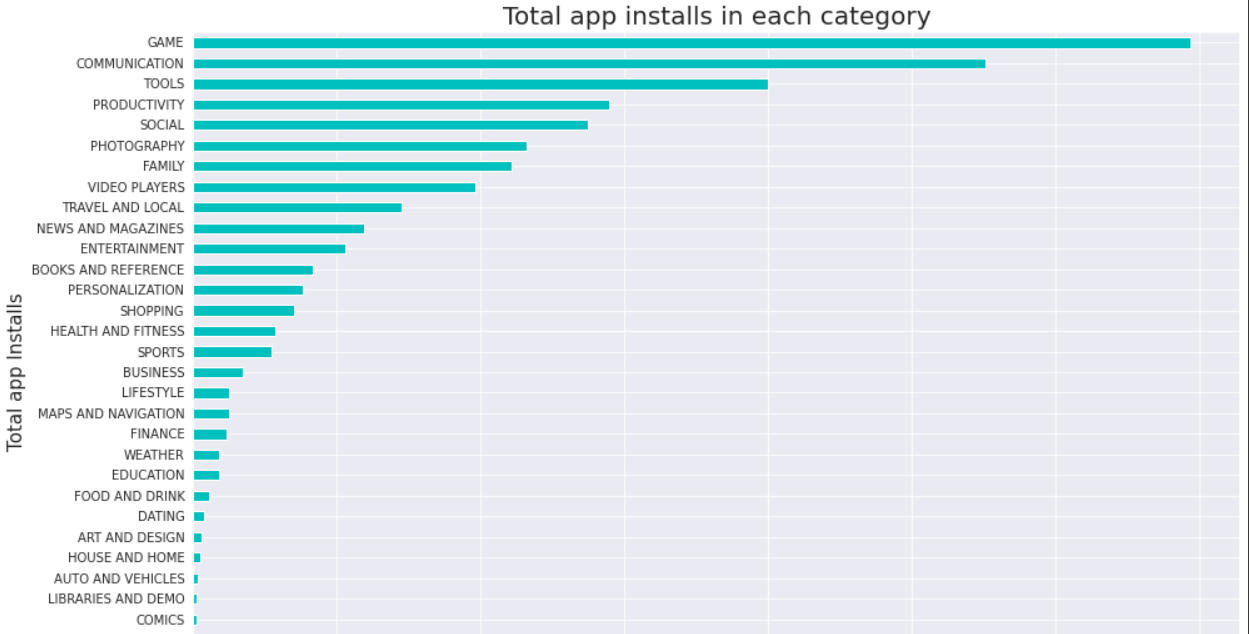 Total app installs in each category
GAME
COMMUNICATION
TOOLS
PRODUCTIVITY
SOCIAL
PHOTOGRAPHY
FAMILY
VIDEO PLAYERS
TRAVEL AND LOCAL
NEWS AND MAGAZINES
ENTERTAINMENT
BOOKS AND REFERENCE
PERSONALIZATION
SHOPPING
HEALTH AND FITNESS
SPORTS
BUSINESS
LIFESTYLE
MAPS AND NAVIGATION
FINANCE
WEATHER
EDUCATION
FOOD AND DRINK
DATING
ART AND DESIGN
HOUSE AND HOME
AUTO AND VEHICLES
LIBRARIES AND DEMO
COMICS
Total app Installs